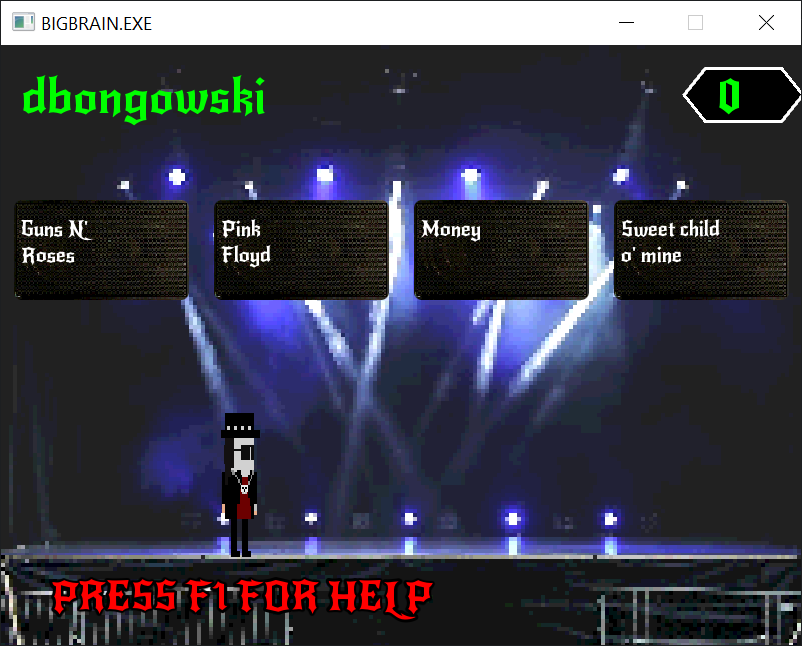 BIGBRAIN.EXE
dbongowski
0
Guns N'
Roses
Pink
Floyd
Money
Sweet child
o' mine
PRESS F1 FOR HELP